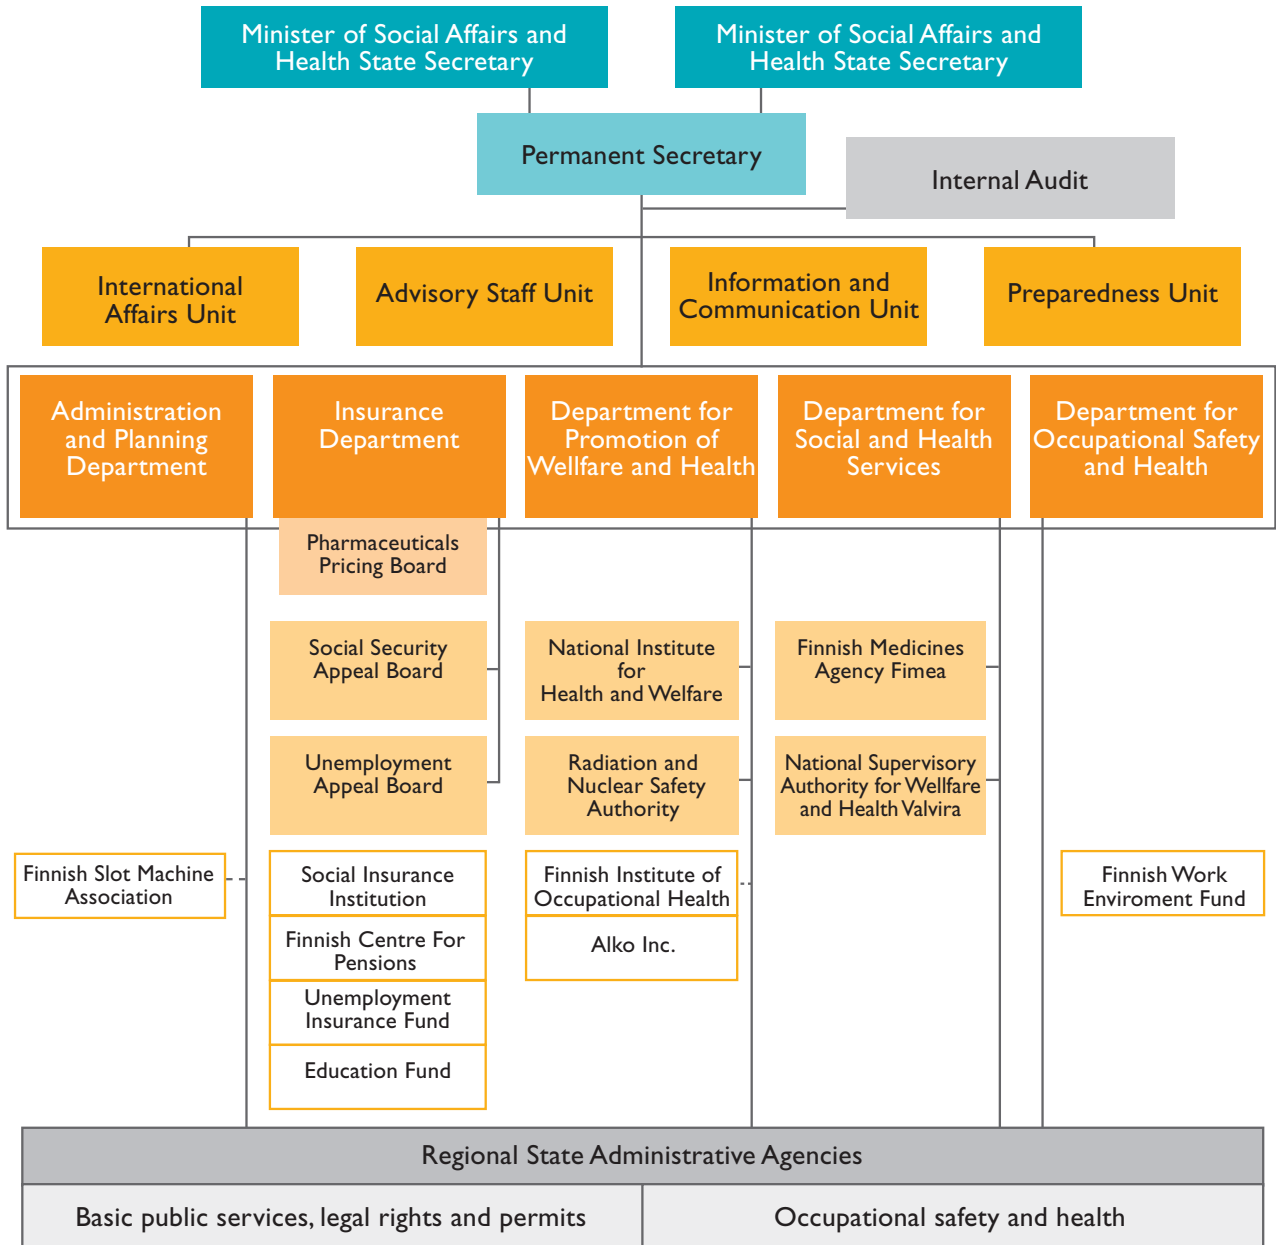 Minister of Social Affairs and
Health State Secretary
Minister of Social Affairs and
Health State Secretary
Permanent Secretary
Internal Audit
International
Affairs Unit
Advisory Staff Unit
Information and
Communication Unit
Preparedness Unit
Administration
and Planning
Department
Insurance
Department
Department for
Promotion of
Wellfare and Health
Department for
Social and Health
Services
Department for
Occupational Safety
and Health
Pharmaceuticals
Pricing Board
Social Security
Appeal Board
National Institute
for
Health and Welfare
Finnish Medicines
Agency Fimea
Unemployment
Appeal Board
Radiation and
Nuclear Safety
Authority
National Supervisory
Authority for Wellfare
and Health Valvira
Finnish Slot Machine
Association
Social Insurance
Institution
Finnish Institute of
Occupational Health
Finnish Work
Enviroment Fund
Finnish Centre For
Pensions
Alko Inc.
Unemployment
Insurance Fund
Education Fund
Regional State Administrative Agencies
Basic public services, legal rights and permits
Occupational safety and health